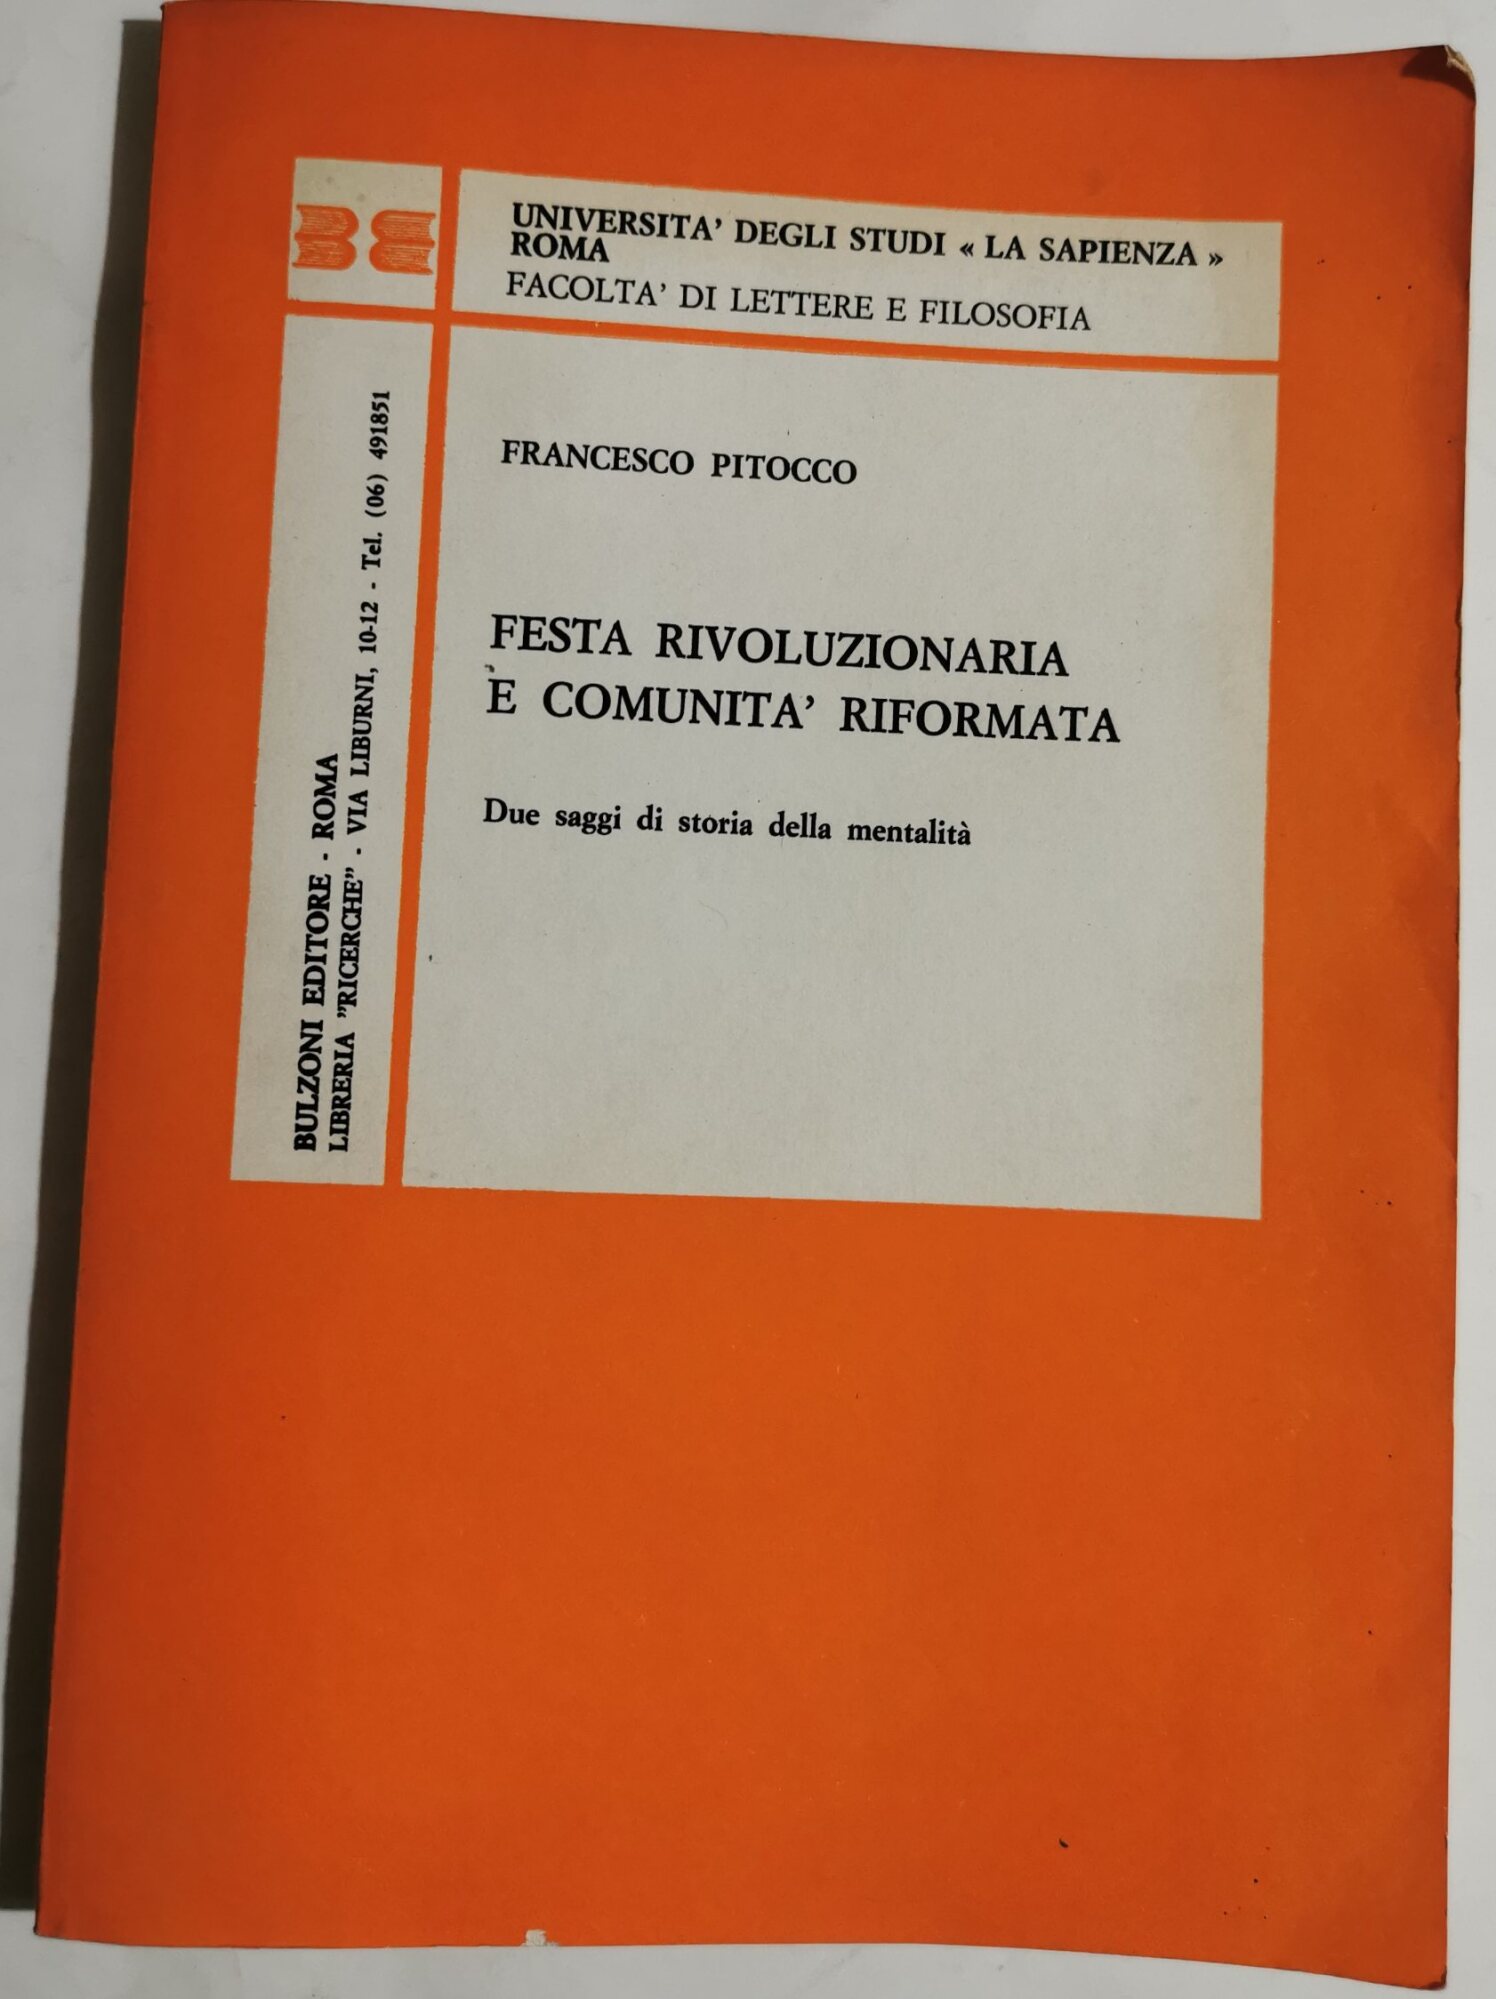 UNIVERSITA' DEGLI STUDI « LA SAPIENZA »
ROMA
FACOLTA' DI LETTERE E FILOSOFIA
FRANCESCO PITOCCO
FESTA RIVOLUZIONARIA
E COMUNITA' RIFORMATA
Due saggi di storia della mentalità
BULZONI EDITORE - ROMA
LIBRERIA "RICERCHE" - VIA LIBURNI, 10-12 - Tel. (06) 491851